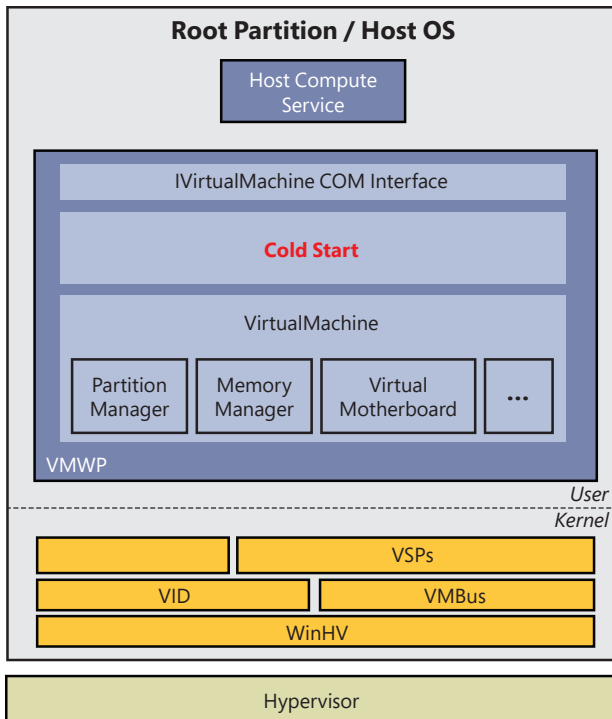 Root Partition / Host OS
Host Compute
Service
IVirtualMachine COM Interface
Cold Start
VirtualMachine
Partition
Manager
Memory
Manager
Virtual
Motherboard
...
VMWP
User
Kernel
VSPs
VID
VMBus
WinHV
Hypervisor